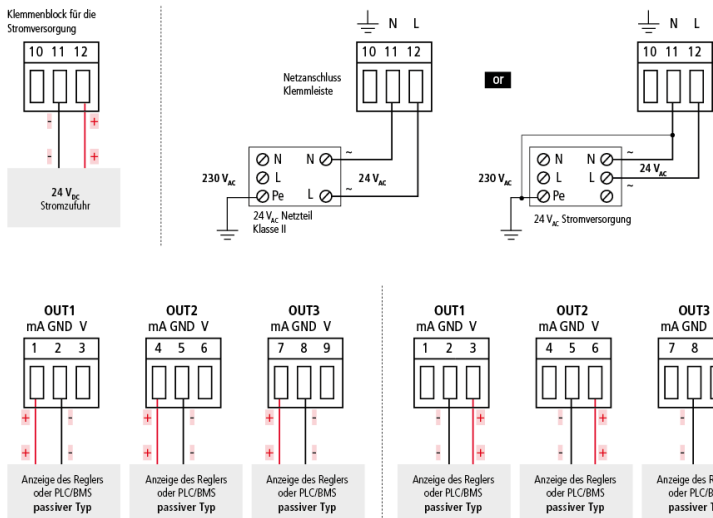 Klemmenblock für die
Stromversorgung
10 11 12
-
+
-
+
24 VDC
Stromzufuhr
N L
10 11 12
Netzanschluss
Klemmleiste
N N ~
L
Pe L ~
230 VAC
24 VAC
24 VAC Netzteil
Klasse II
or
N L
10 11 12
N N ~
L L
Pe ~
230 VAC
24 VAC
24 VAC Stromversorgung
OUT1
mA GND V
1 2 3
+ -
+ -
Anzeige des Reglers
oder PLC/BMS
passiver Typ
OUT2
mA GND V
4 5 6
+ -
+ -
Anzeige des Reglers
oder PLC/BMS
passiver Typ
OUT3
mA GND V
7 8 9
+ -
+ -
Anzeige des Reglers
oder PLC/BMS
passiver Typ
OUT1
mA GND V
1 2 3
- +
- +
Anzeige des Reglers
oder PLC/BMS
passiver Typ
OUT2
mA GND V
4 5 6
- +
- +
Anzeige des Reglers
oder PLC/BMS
passiver Typ
OUT3
mA GND
7 8
-
-
Anzeige des
oder PLC/
passiver